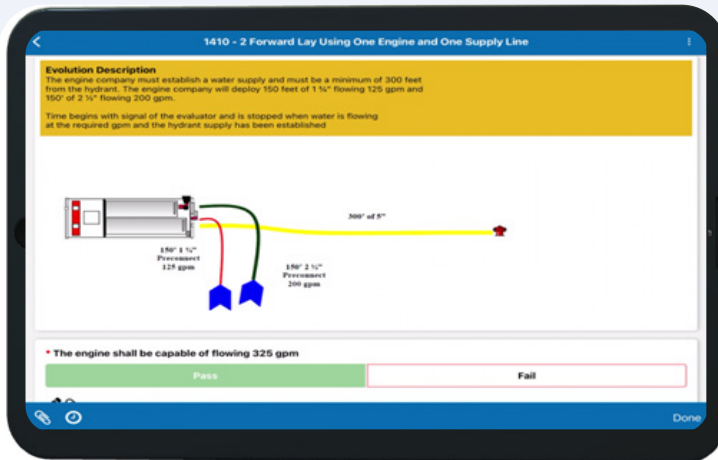 1410 - 2 Forward Lay Using One Engine and One Supply Line
Evolution Description
The engine company must establish a water supply and must be a minimum of 300 feet
from the hydrant. The engine company will deploy 150 feet of 1 ¾" flowing 125 gpm and
150' of 2 ½" flowing 200 gpm.
Time begins with signal of the evaluator and is stopped when water is flowing
at the required gpm and the hydrant supply has been established
300' of 5"
150' 1 ¾"
Preconnect
125 gpm
150' 2 ½"
Preconnect
200 gpm
* The engine shall be capable of flowing 325 gpm
Pass
Fail
Done